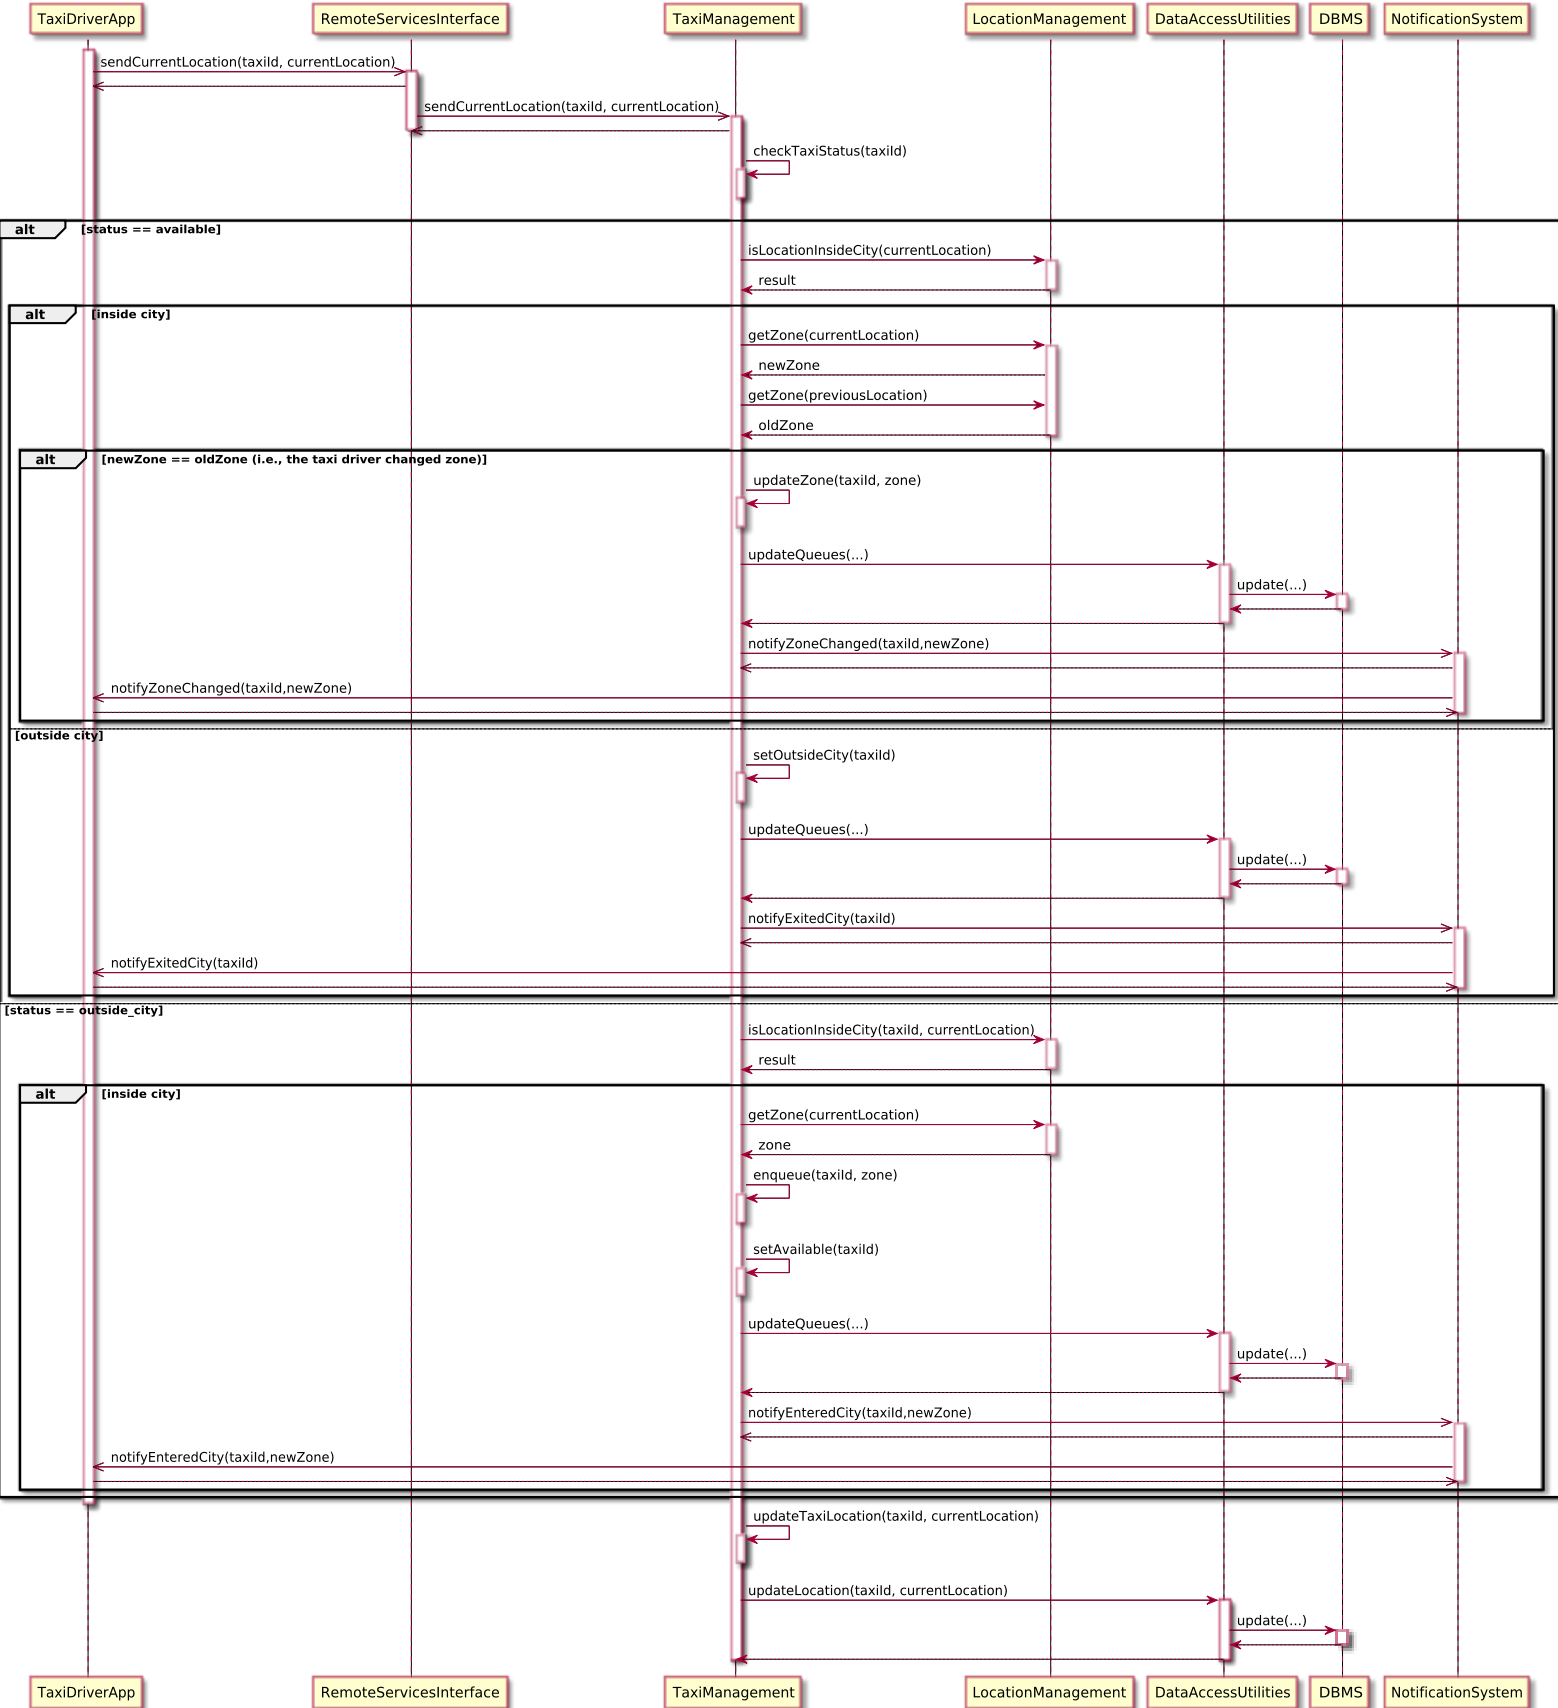 TaxiDriverApp RemoteServicesInterface TaxiManagement LocationManagement DataAccessUtilities DBMS NotificationSystem
sendCurrentLocation(taxiId, currentLocation)
sendCurrentLocation(taxiId, currentLocation)
checkTaxiStatus(taxiId)
alt [status == available]
isLocationInsideCity(currentLocation)
result
alt [inside city]
getZone(currentLocation)
newZone
getZone(previousLocation)
oldZone
alt [newZone == oldZone (i.e., the taxi driver changed zone)]
updateZone(taxiId, zone)
updateQueues(...)
update(...)
notifyZoneChanged(taxiId,newZone)
notifyZoneChanged(taxiId,newZone)
[outside city]
setOutsideCity(taxiId)
updateQueues(...)
update(...)
notifyExitedCity(taxiId)
notifyExitedCity(taxiId)
[status == outside_city]
isLocationInsideCity(taxiId, currentLocation)
result
alt [inside city]
getZone(currentLocation)
zone
enqueue(taxiId, zone)
setAvailable(taxiId)
updateQueues(...)
update(...)
notifyEnteredCity(taxiId,newZone)
notifyEnteredCity(taxiId,newZone)
updateTaxiLocation(taxiId, currentLocation)
updateLocation(taxiId, currentLocation)
update(...)
TaxiDriverApp RemoteServicesInterface TaxiManagement LocationManagement DataAccessUtilities DBMS NotificationSystem